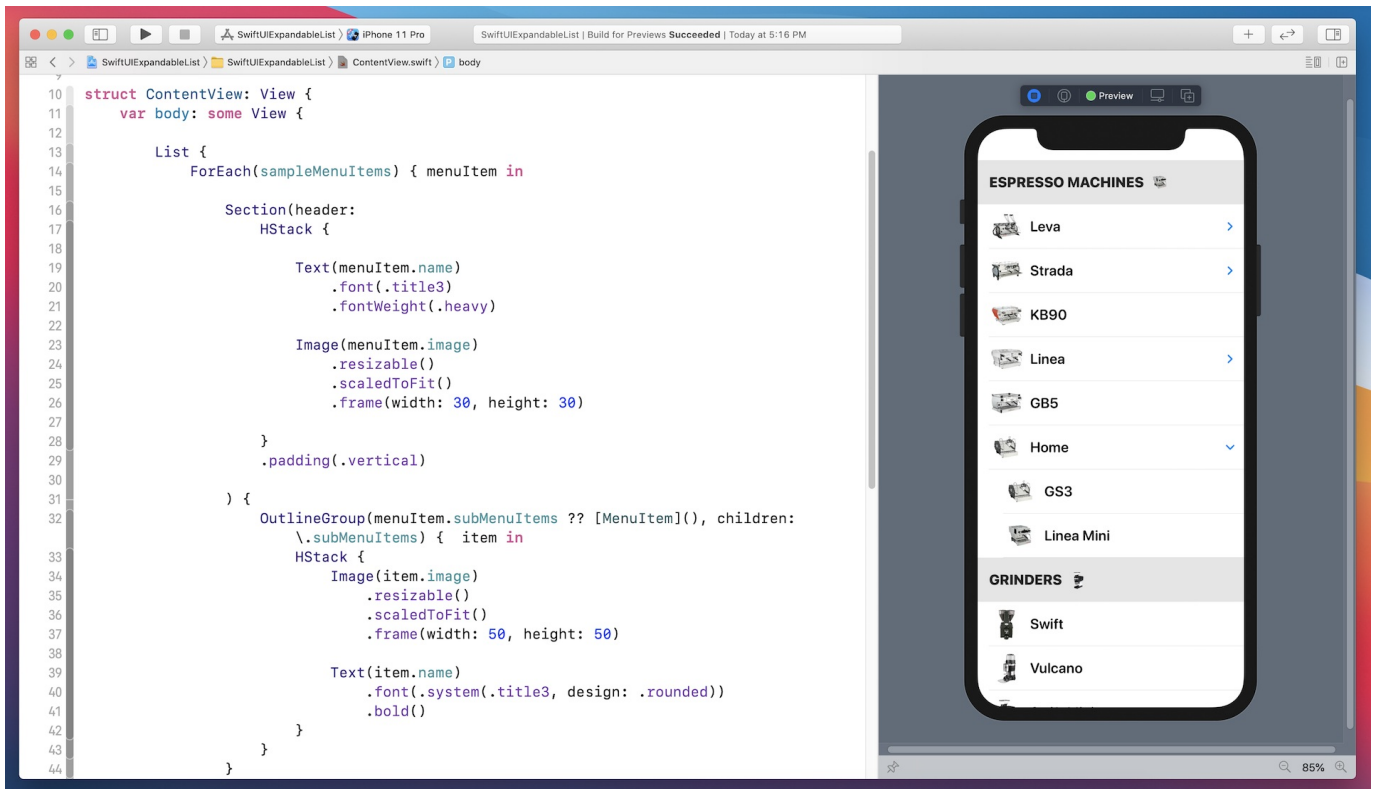 SwiftUIExpandableList 〉 iPhone 11 Pro
SwiftUIExpandableList | Build for Previews Succeeded | Today at 5:16 PM
SwiftUIExpandableList 〉 SwiftUIExpandableList 〉 ContentView.swift 〉 P body
10 struct ContentView: View {
11 var body: some View {
12
13 List {
14 ForEach(sampleMenuItems) { menuItem in
15
16 Section(header:
17 HStack {
18
19 Text(menuItem.name)
20 .font(.title3)
21 .fontWeight(.heavy)
22
23 Image(menuItem.image)
24 .resizable()
25 .scaledToFit()
26 .frame(width: 30, height: 30)
27
28 }
29 .padding(.vertical)
30
31 ) {
32 OutlineGroup(menuItem.subMenuItems ?? [MenuItem](), children:
\.subMenuItems) {  item in
33 HStack {
34 Image(item.image)
35 .resizable()
36 .scaledToFit()
37 .frame(width: 50, height: 50)
38
39 Text(item.name)
40 .font(.system(.title3, design: .rounded))
41 .bold()
42 }
43 }
44 }
Preview
ESPRESSO MACHINES
Leva
Strada
KB90
Linea
GB5
Home
GS3
Linea Mini
GRINDERS
Swift
Vulcano
85%